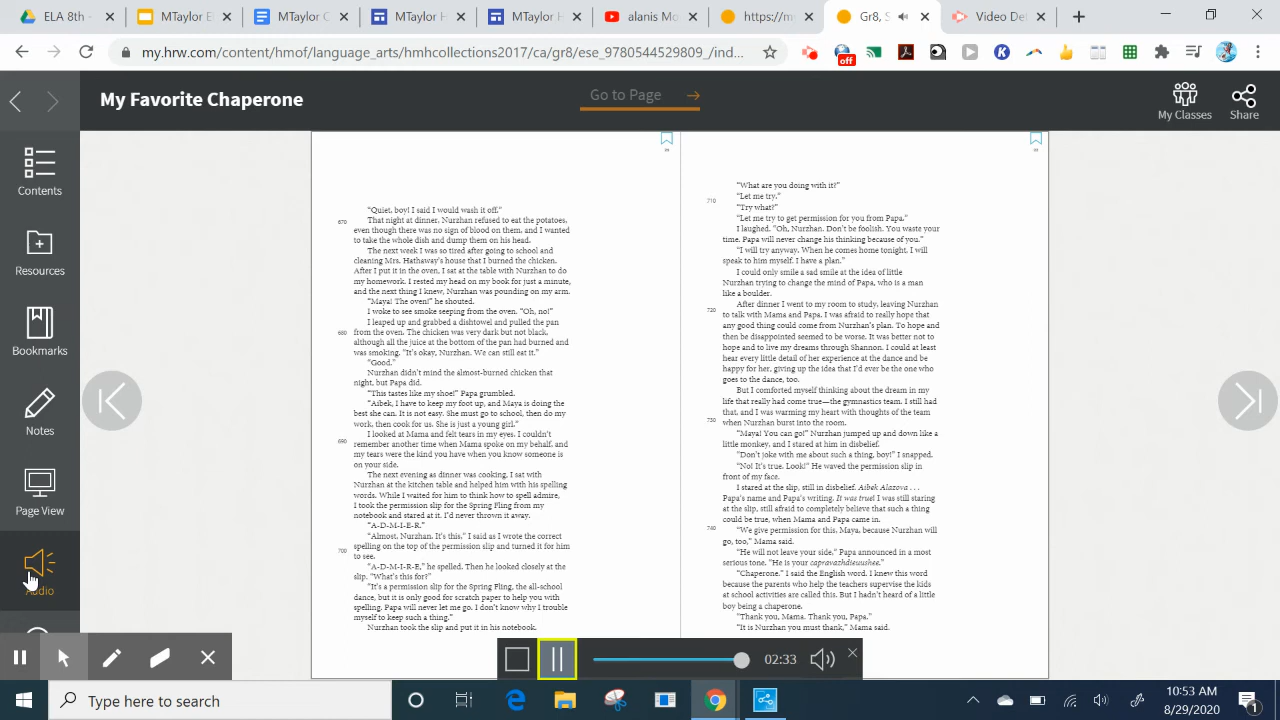 ELA 8th
MTaylor E
MTaylor C
MTaylor H
MTaylor H
alanis Mo
https://m
Gr8, S
Video De
my.hrw.com/content/hmof/language_arts/hmhcollections2017/ca/gr8/ese_9780544529809_/ind...
off
My Favorite Chaperone
Go to Page
My Classes
Share
Contents
Resources
Bookmarks
Notes
Page View
Audio
“Quiet, boy! I said I would wash it off.”
670
That night at dinner, Nurzhan refused to eat the potatoes,
even though there was no sign of blood on them, and I wanted
to take the whole dish and dump them on his head.
The next week I was so tired after going to school and
cleaning Mrs. Hathaway's house that I burned the chicken.
After I put it in the oven, I sat at the table with Nurzhan to do
my homework. I rested my head on my book for just a minute,
and the next thing I knew, Nurzhan was pounding on my arm.
“Maya! The oven!” he shouted.
I woke to see smoke seeping from the oven. “Oh, no!”
I leaped up and grabbed a dishtowel and pulled the pan
680
from the oven. The chicken was very dark but not black,
although all the juice at the bottom of the pan had burned and
was smoking. “It's okay, Nurzhan. We can still eat it.”
“Good.”
Nurzhan didn't mind the almost-burned chicken that
night, but Papa did.
“This tastes like my shoe!” Papa grumbled.
“Aibek, I have to keep my foot up, and Maya is doing the
best she can. It is not easy. She must go to school, then do my
work, then cook for us. She is just a young girl.”
690
I looked at Mama and felt tears in my eyes. I couldn't
remember another time when Mama spoke on my behalf, and
my tears were the kind you have when you know someone is
on your side.
The next evening as dinner was cooking, I sat with
Nurzhan at the kitchen table and helped him with his spelling
words. While I waited for him to think how to spell admire,
I took the permission slip for the Spring Fling from my
notebook and stared at it. I'd never thrown it away.
“A-D-M-I-E-R.”
“Almost, Nurzhan. It's this.” I said as I wrote the correct
700
spelling on the top of the permission slip and turned it for him
to see.
“A-D-M-I-R-E,” he spelled. Then he looked closely at the
slip. “What's this for?”
“It's a permission slip for the Spring Fling, the all-school
dance, but it is only good for scratch paper to help you with
spelling. Papa will never let me go. I don't know why I trouble
myself to keep such a thing.”
Nurzhan took the slip and put it in his notebook.
“What are you doing with it?”
“Let me try.”
710
“Try what?”
“Let me try to get permission for you from Papa.”
I laughed. “Oh, Nurzhan. Don't be foolish. You waste your
time. Papa will never change his thinking because of you.”
“I will try anyway. When he comes home tonight, I will
speak to him myself. I have a plan.”
I could only smile a sad smile at the idea of little
Nurzhan trying to change the mind of Papa, who is a man
like a boulder.
After dinner I went to my room to study, leaving Nurzhan
720
to talk with Mama and Papa. I was afraid to really hope that
any good thing could come from Nurzhan's plan. To hope and
then be disappointed seemed to be worse. It was better not to
hope and to live my dreams through Shannon. I could at least
hear every little detail of her experience at the dance and be
happy for her, giving up the idea that I'd ever be the one who
goes to the dance, too.
But I comforted myself thinking about the dream in my
life that really had come true—the gymnastics team. I still had
730
that, and I was warming my heart with thoughts of the team
when Nurzhan burst into the room.
“Maya! You can go!” Nurzhan jumped up and down like a
little monkey, and I stared at him in disbelief.
“Don't joke with me about such a thing, boy!” I snapped.
“No! It's true. Look!” He waved the permission slip in
front of my face.
I stared at the slip, still in disbelief. Aibek Alazova . . .
Papa's name and Papa's writing. It was true! I was still staring
at the slip, still afraid to completely believe that such a thing
could be true, when Mama and Papa came in.
740
“We give permission for this, Maya, because Nurzhan will
go, too,” Mama said.
“He will not leave your side,” Papa announced in a most
serious tone. “He is your capravazhdieuushee.”
“Chaperone.” I said the English word. I knew this word
because the parents who help the teachers supervise the kids
at school activities are called this. But I hadn't heard of a little
boy being a chaperone.
“Thank you, Mama. Thank you, Papa.”
“It is Nurzhan you must thank,” Mama said.
02:33
Type here to search
10:53 AM
8/29/2020
1